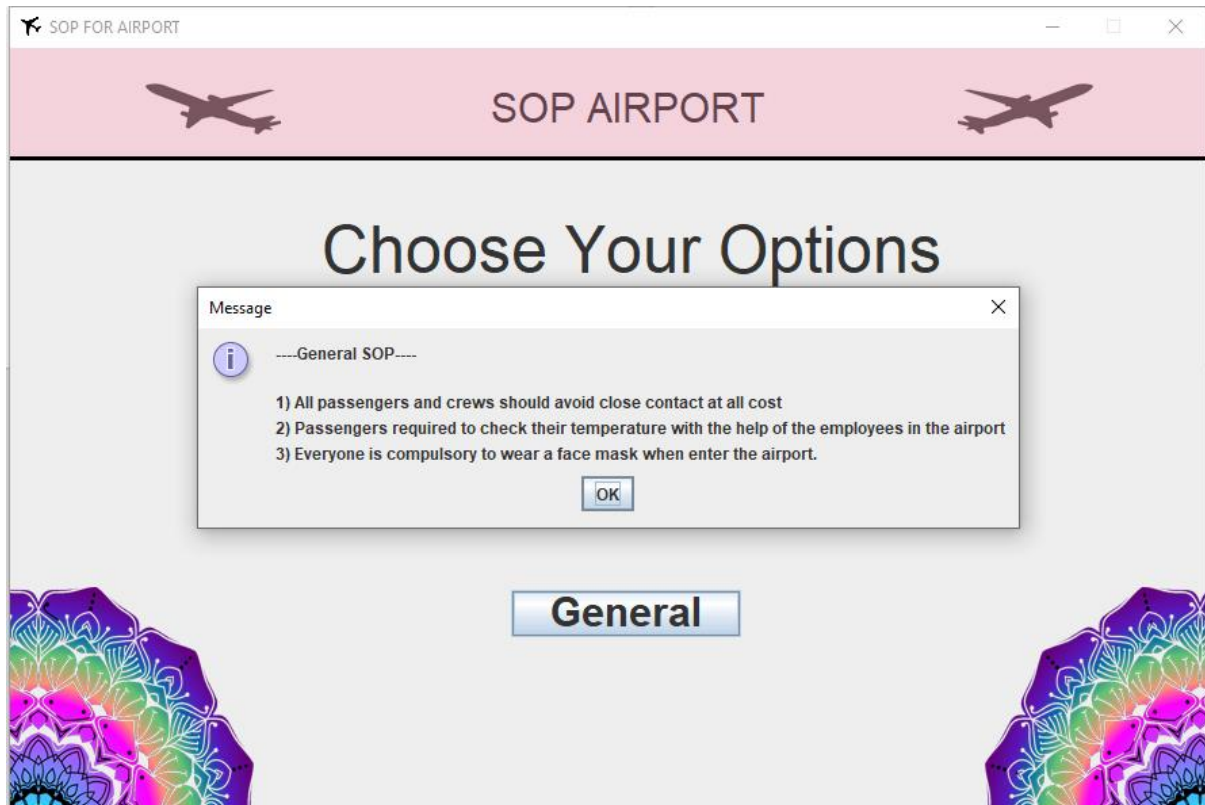 SOP FOR AIRPORT
SOP AIRPORT
Choose Your Options
Message
----General SOP----
1) All passengers and crews should avoid close contact at all cost
2) Passengers required to check their temperature with the help of the employees in the airport
3) Everyone is compulsory to wear a face mask when enter the airport.
OK
General